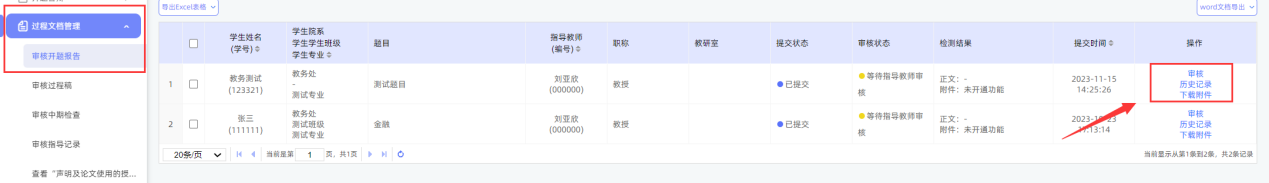 导出Excel表格
word文档导出
过程文档管理
审核开题报告
审核过程稿
审核中期检查
审核指导记录
查看“声明及论文使用的授...
学生姓名
(学号)
学生院系
学生学生班级
学生专业
题目
指导教师
(编号)
职称
教研室
提交状态
审核状态
检测结果
提交时间
操作
1
教务测试
(123321)
教务处
-
测试专业
测试题目
刘亚欣
(000000)
教授
已提交
等待指导教师审
核
正文：-
附件：未开通功能
2023-11-15
14:25:26
审核
历史记录
下载附件
2
张三
(111111)
教务处
测试班级
测试专业
金融
刘亚欣
(000000)
教授
已提交
等待指导教师审
核
正文：-
附件：未开通功能
2023-10-23
17:13:14
审核
历史记录
下载附件
20条/页
当前是第 1 页，共1页
当前显示从第1条到2条，共2条记录